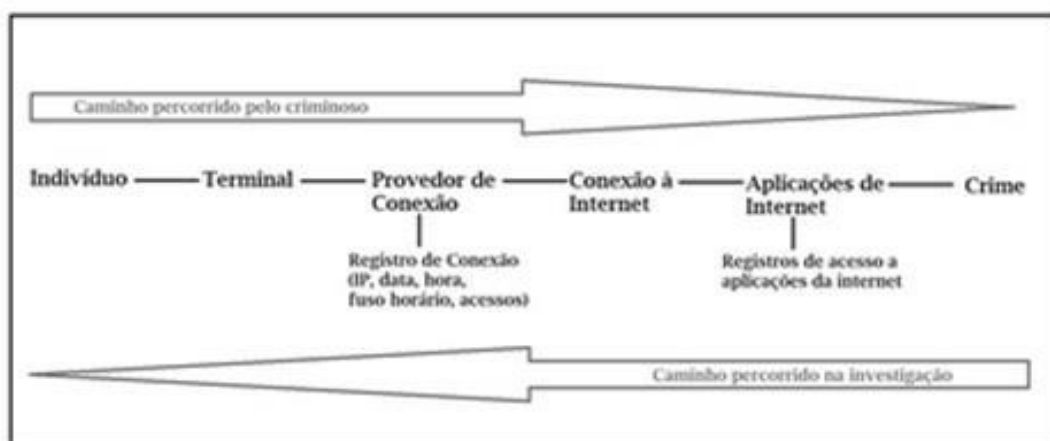 Caminho percorrido pelo criminoso
Indivíduo
Terminal
Provedor de
Conexão
Conexão à
Internet
Aplicações de
Internet
Crime
Registro de Conexão
(IP, data, hora,
fuso horário, acessos)
Registros de acesso a
aplicações da internet
Caminho percorrido na investigação